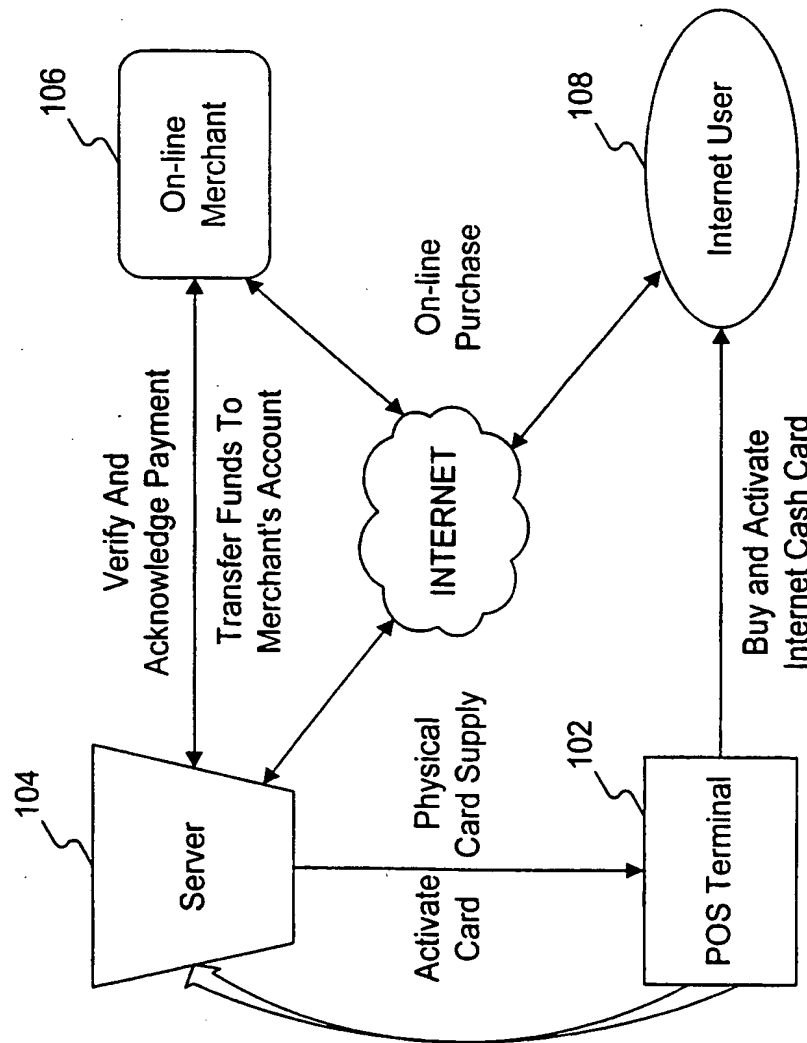 104
Server
Verify And
Acknowledge Payment
Transfer Funds To
Merchant's Account
106
On-line
Merchant
INTERNET
On-line
Purchase
Activate
Card
Physical
Card Supply
102
POS Terminal
Buy and Activate
Internet Cash Card
108
Internet User